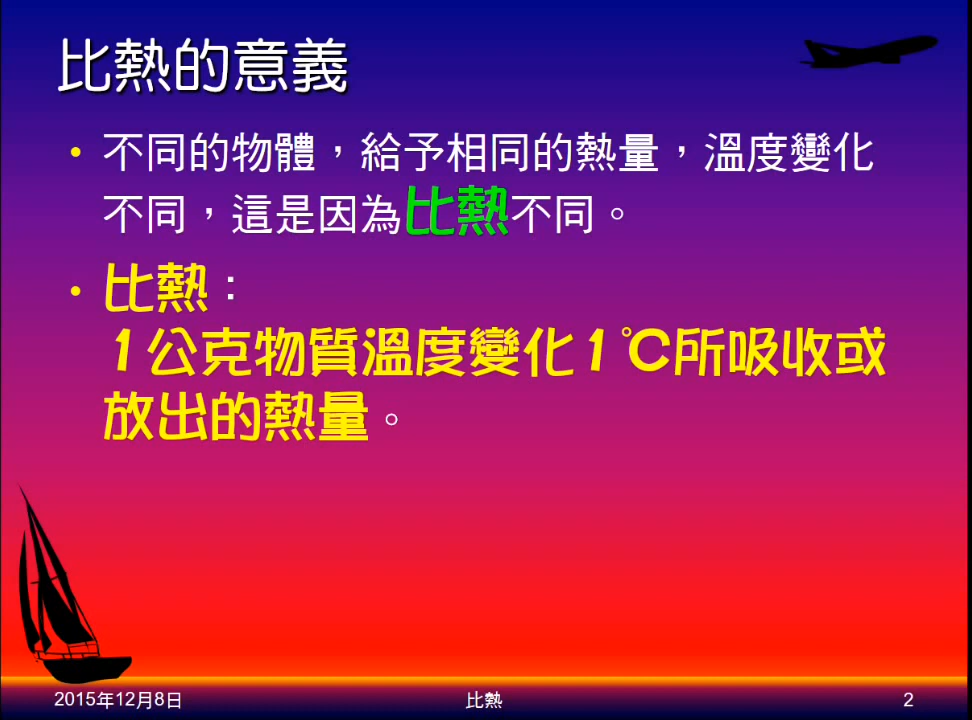 比熱的意義
• 不同的物體，給予相同的熱量，溫度變化
不同，這是因為比熱不同。
• 比熱：
1公克物質溫度變化1℃所吸收或
放出的熱量。
2015年12月8日
比熱
2